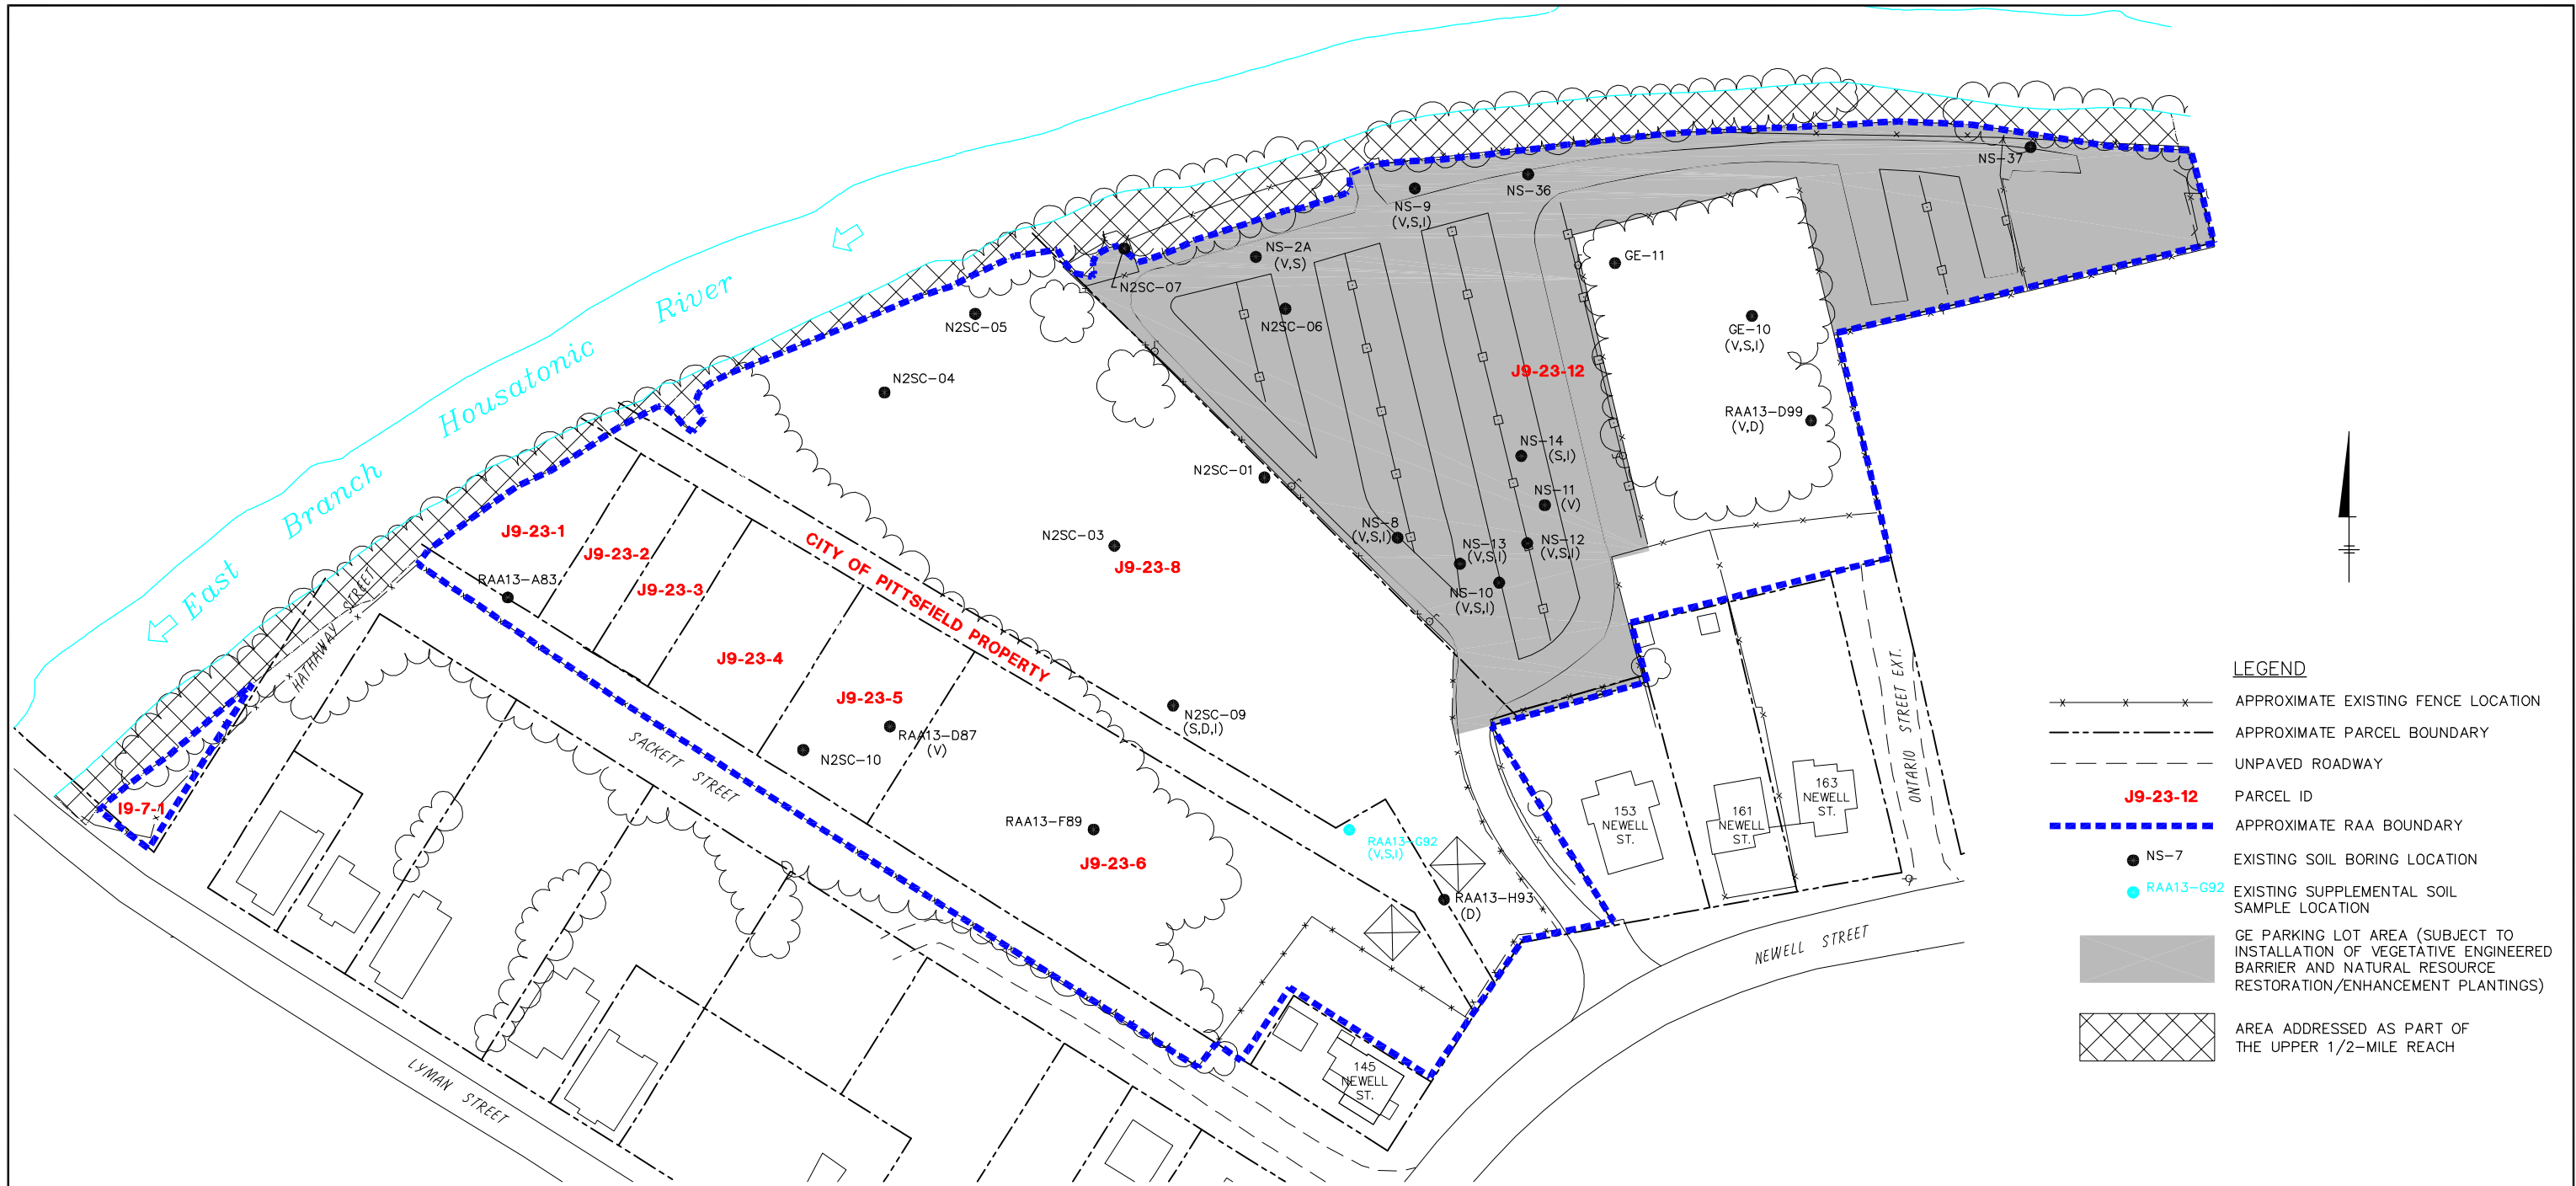 East Branch Housatonic River
NS-37
NS-36
NS-9
(V,S,I)
NS-2A
(V,S)
GE-11
N2SC-07
N2SC-05
N2SC-06
GE-10
(V,S,I)
J9-23-12
N2SC-04
RAA13-D99
(V,D)
NS-14
(S,I)
N2SC-01
NS-11
(V)
NS-8
(V,S,I)
NS-13
(V,S,I)
NS-12
(V,S,I)
NS-10
(V,S,I)
N2SC-03
J9-23-8
J9-23-1
J9-23-2
J9-23-3
J9-23-4
J9-23-5
CITY OF PITTSFIELD PROPERTY
RAA13-A83
HATHAWAY STREET
N2SC-09
(S,D,I)
RAA13-D87
(V)
N2SC-10
SACKETT STREET
I9-7-1
RAA13-F89
J9-23-6
RAA13-G92
(V,S,I)
RAA13-H93
(D)
153
NEWELL
ST.
161
NEWELL
ST.
163
NEWELL
ST.
ONTARIO STREET EXT.
NEWELL STREET
145
NEWELL
ST.
LYMAN STREET
LEGEND
APPROXIMATE EXISTING FENCE LOCATION
APPROXIMATE PARCEL BOUNDARY
UNPAVED ROADWAY
J9-23-12 PARCEL ID
APPROXIMATE RAA BOUNDARY
NS-7 EXISTING SOIL BORING LOCATION
RAA13-G92 EXISTING SUPPLEMENTAL SOIL
SAMPLE LOCATION
GE PARKING LOT AREA (SUBJECT TO
INSTALLATION OF VEGETATIVE ENGINEERED
BARRIER AND NATURAL RESOURCE
RESTORATION/ENHANCEMENT PLANTINGS)
AREA ADDRESSED AS PART OF
THE UPPER 1/2-MILE REACH